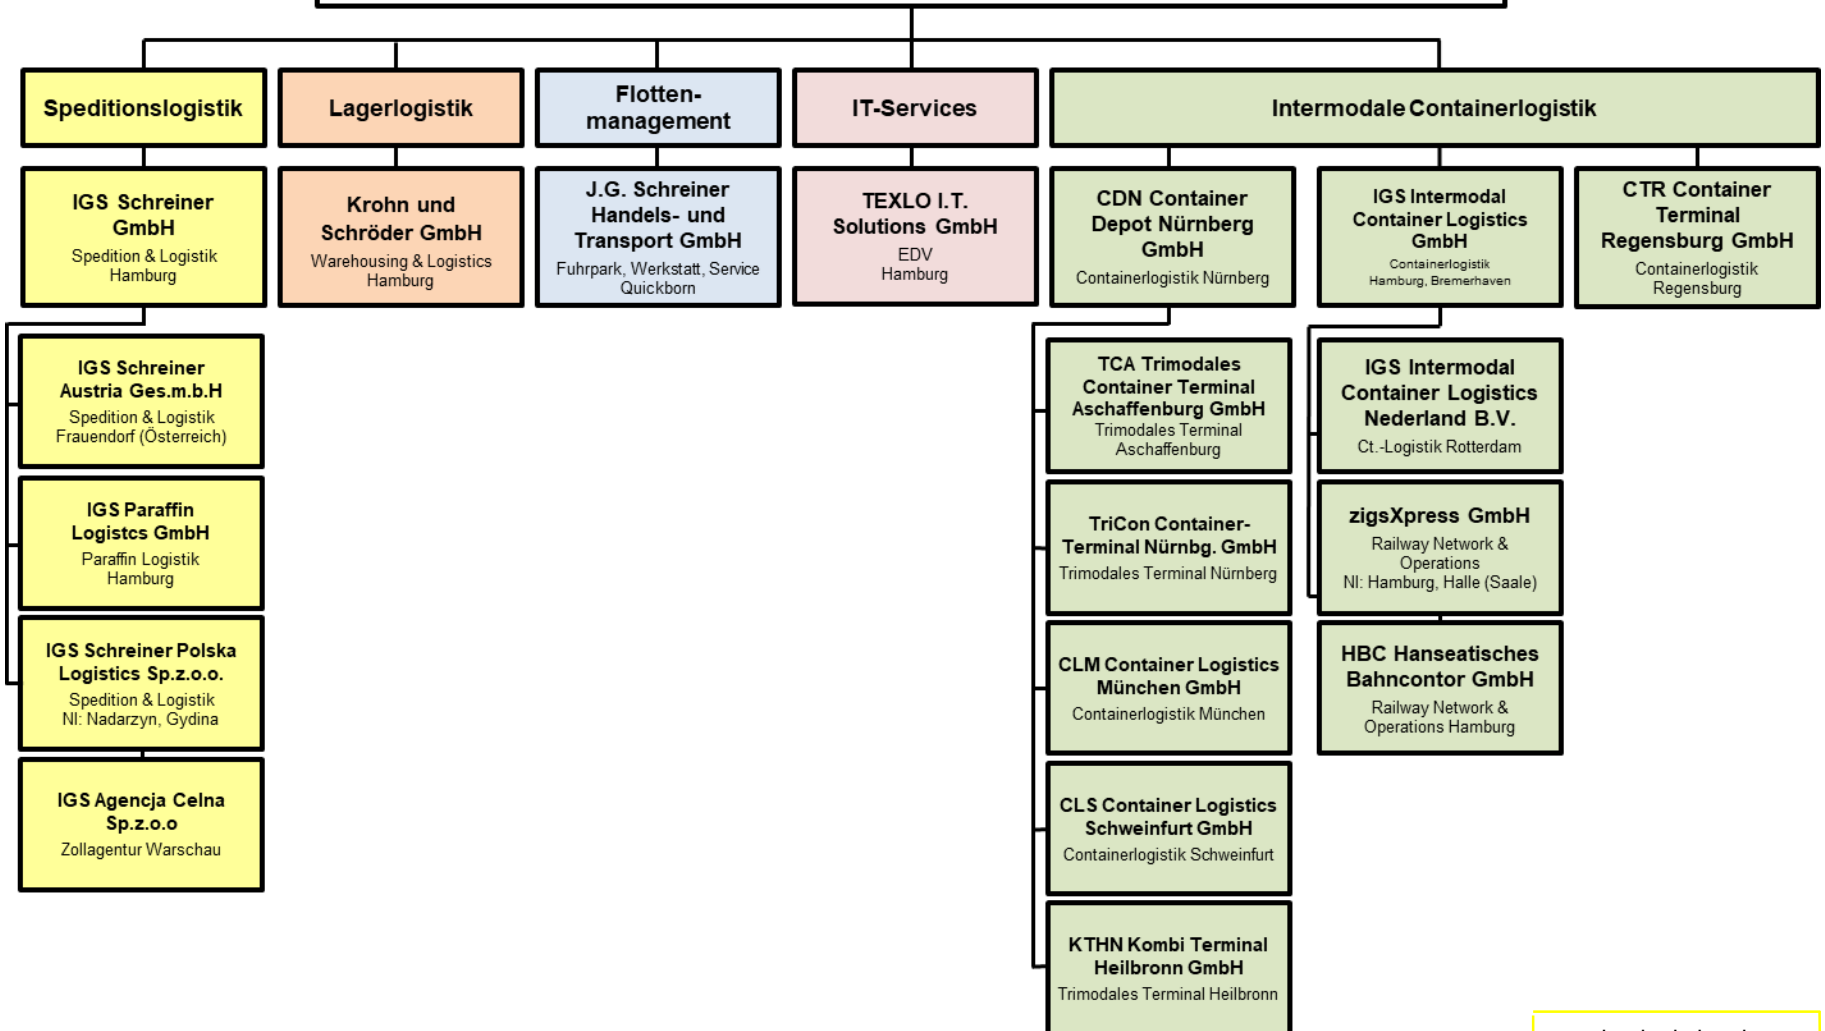 Speditionslogistik
Lagerlogistik
Flotten-
management
IT-Services
Intermodale Containerlogistik
IGS Schreiner
GmbH
Spedition & Logistik
Hamburg
Krohn und
Schröder GmbH
Warehousing & Logistics
Hamburg
J.G. Schreiner
Handels- und
Transport GmbH
Fuhrpark, Werkstatt, Service
Quickborn
TEXLO I.T.
Solutions GmbH
EDV
Hamburg
CDN Container
Depot Nürnberg
GmbH
Containerlogistik Nürnberg
IGS Intermodal
Container Logistics
GmbH
Containerlogistik
Hamburg, Bremerhaven
CTR Container
Terminal
Regensburg GmbH
Containerlogistik
Regensburg
IGS Schreiner
Austria Ges.m.b.H
Spedition & Logistik
Frauendorf (Österreich)
IGS Paraffin
Logistcs GmbH
Paraffin Logistik
Hamburg
IGS Schreiner Polska
Logistics Sp.z.o.o.
Spedition & Logistik
NI: Nadarzyn, Gydina
IGS Agencja Celna
Sp.z.o.o
Zollagentur Warschau
TCA Trimodales
Container Terminal
Aschaffenburg GmbH
Trimodales Terminal
Aschaffenburg
TriCon Container-
Terminal Nürnbg. GmbH
Trimodales Terminal Nürnberg
CLM Container Logistics
München GmbH
Containerlogistik München
CLS Container Logistics
Schweinfurt GmbH
Containerlogistik Schweinfurt
KTHN Kombi Terminal
Heilbronn GmbH
Trimodales Terminal Heilbronn
IGS Intermodal
Container Logistics
Nederland B.V.
Ct.-Logistik Rotterdam
zigsXpress GmbH
Railway Network &
Operations
NI: Hamburg, Halle (Saale)
HBC Hanseatisches
Bahncontor GmbH
Railway Network &
Operations Hamburg